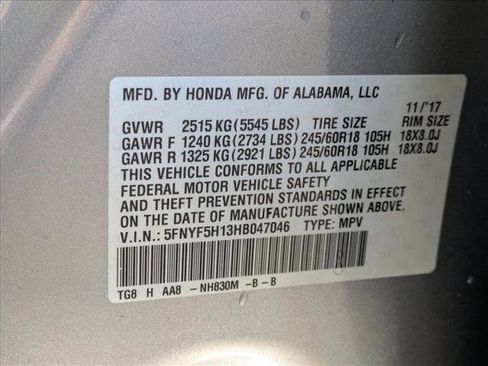 MFD. BY HONDA MFG. OF ALABAMA, LLC
11/'17
GVWR 2515 KG(5545 LBS) TIRE SIZE RIM SIZE
GAWR F 1240 KG(2734 LBS)245/60R18 105H 18X8.0J
GAWR R 1325 KG(2921 LBS)245/60R18 105H 18X8.0J
THIS VEHICLE CONFORMS TO ALL APPLICABLE
FEDERAL MOTOR VEHICLE SAFETY
AND THEFT PREVENTION STANDARDS IN EFFECT
ON THE DATE OF MANUFACTURE SHOWN ABOVE.
V.I.N.: 5FNYF5H13HB047046 TYPE: MPV
TG8 H AA8 -NH830M -B -B